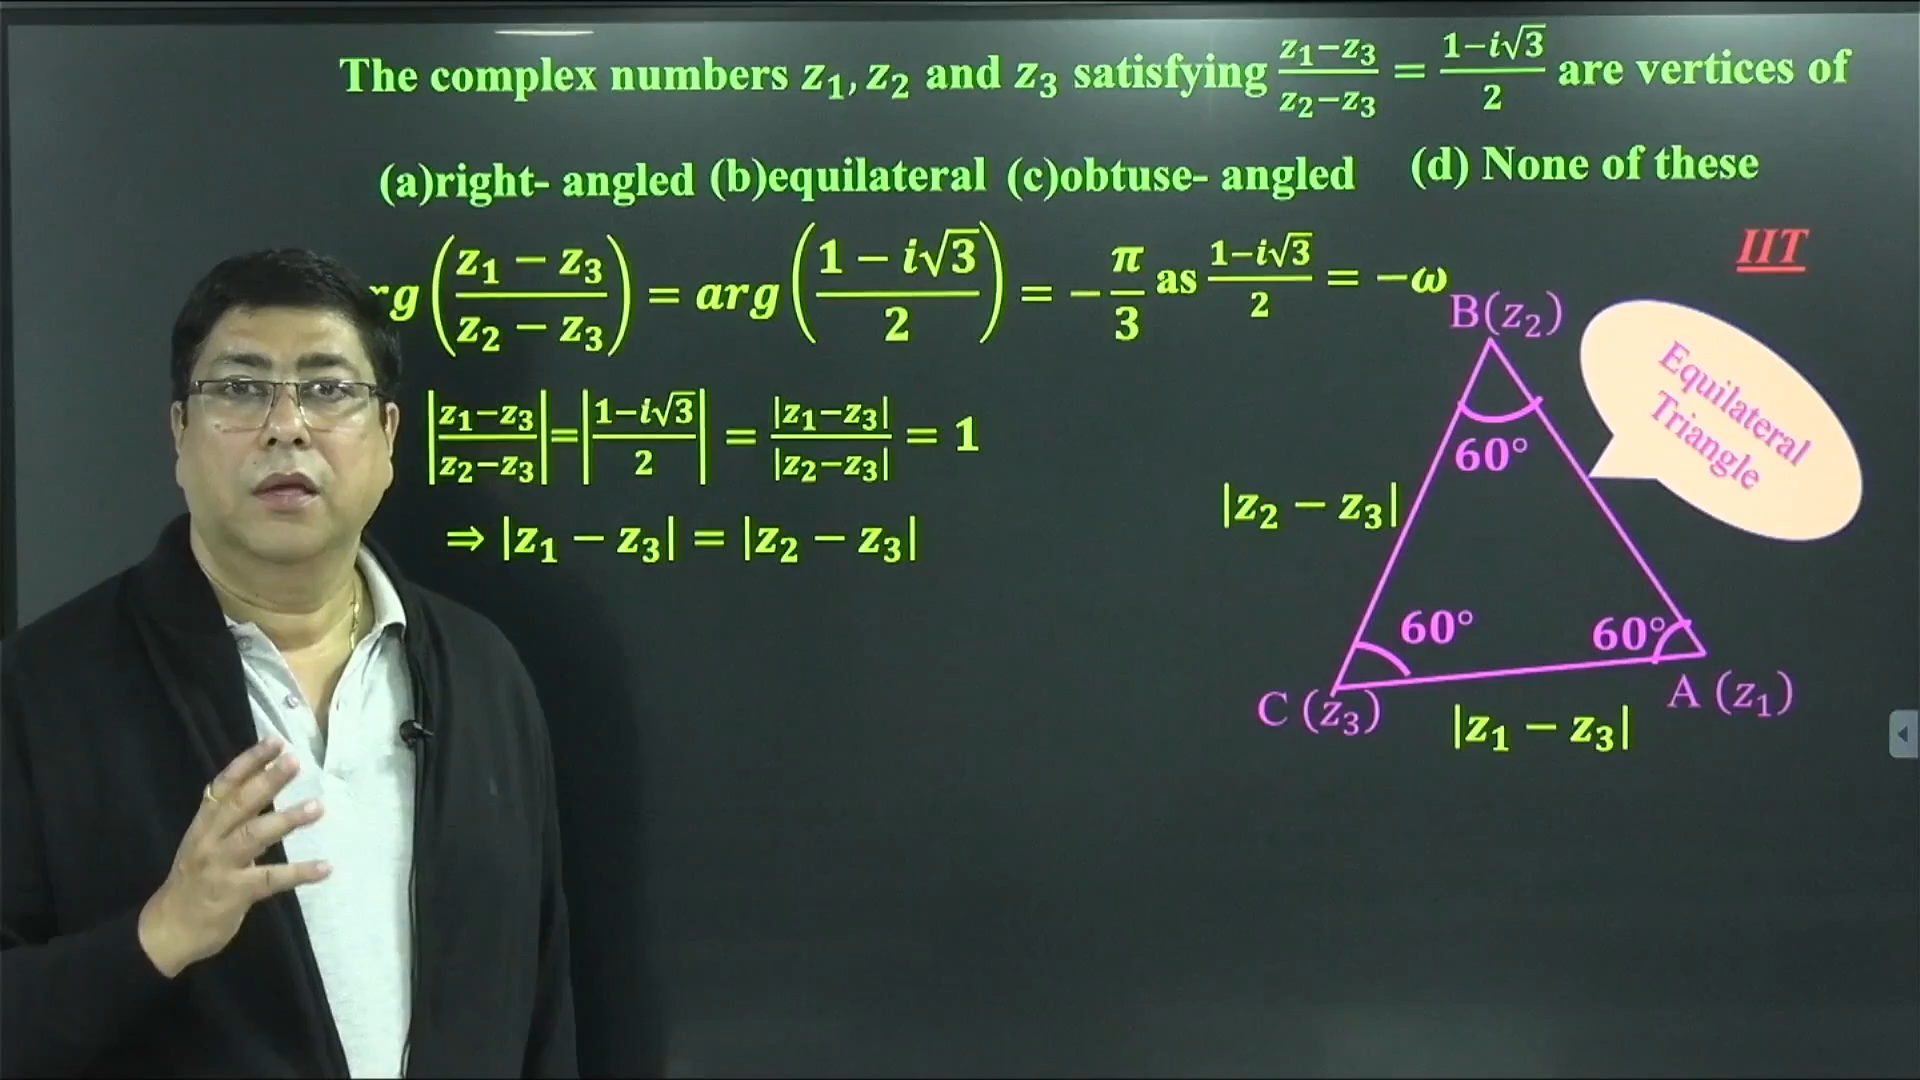 The complex numbers z₁, z₂ and z₃ satisfying (z₁−z₃)/(z₂−z₃) = (1−i√3)/2 are vertices of
(a)right- angled (b)equilateral (c)obtuse- angled (d) None of these
IIT
rg((z₁ − z₃)/(z₂ − z₃)) = arg((1 − i√3)/2) = −π/3 as (1−i√3)/2 = −ω
B(z₂)
Equilateral
Triangle
|(z₁−z₃)/(z₂−z₃)|=|(1−i√3)/2| = |z₁−z₃|/|z₂−z₃| = 1
60°
|z₂ − z₃|
⇒ |z₁ − z₃| = |z₂ − z₃|
60° 60°
C (z₃) A (z₁)
|z₁ − z₃|